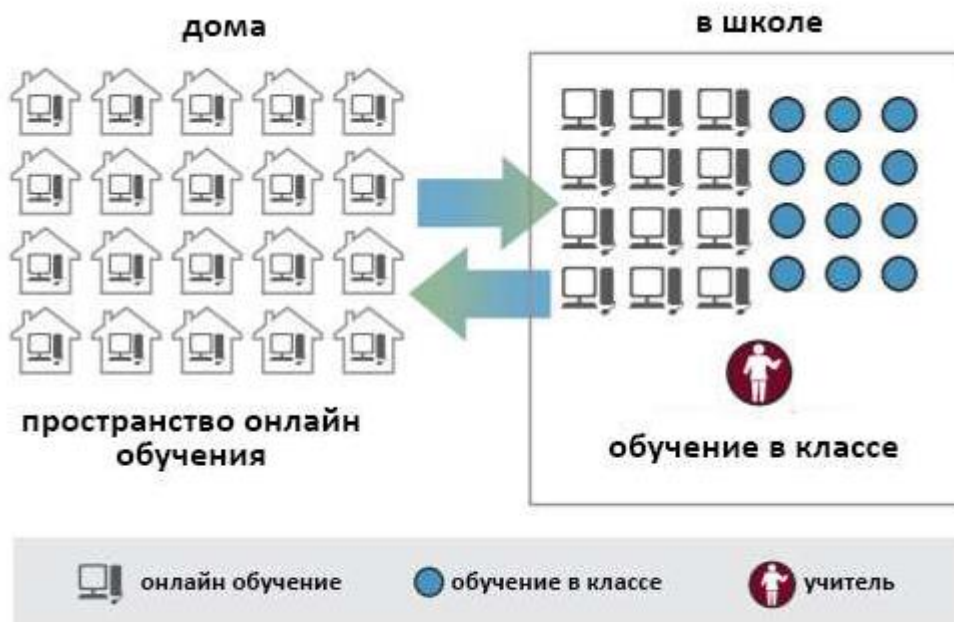 дома
в школе
пространство онлайн
обучения
обучение в классе
онлайн обучение
обучение в классе
учитель